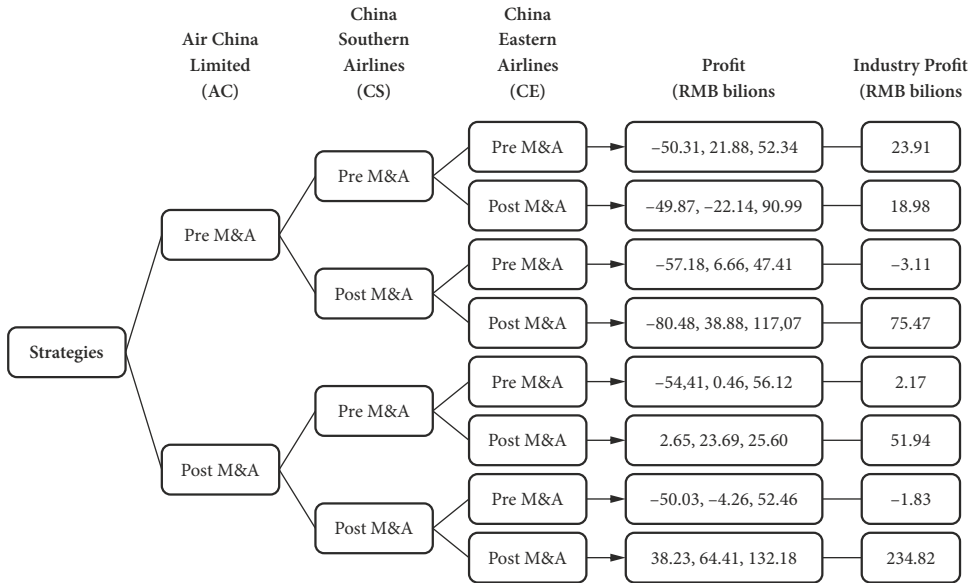 Air China
Limited
(AC)
China
Southern
Airlines
(CS)
China
Eastern
Airlines
(CE)
Profit
(RMB bilions
Industry Profit
(RMB bilions
Strategies
Pre M&A
Post M&A
Pre M&A
Post M&A
Pre M&A
Post M&A
Pre M&A –50.31, 21.88, 52.34 23.91
Post M&A –49.87, –22.14, 90.99 18.98
Pre M&A –57.18, 6.66, 47.41 –3.11
Post M&A –80.48, 38.88, 117,07 75.47
Pre M&A –54,41, 0.46, 56.12 2.17
Post M&A 2.65, 23.69, 25.60 51.94
Pre M&A –50.03, –4.26, 52.46 –1.83
Post M&A 38.23, 64.41, 132.18 234.82